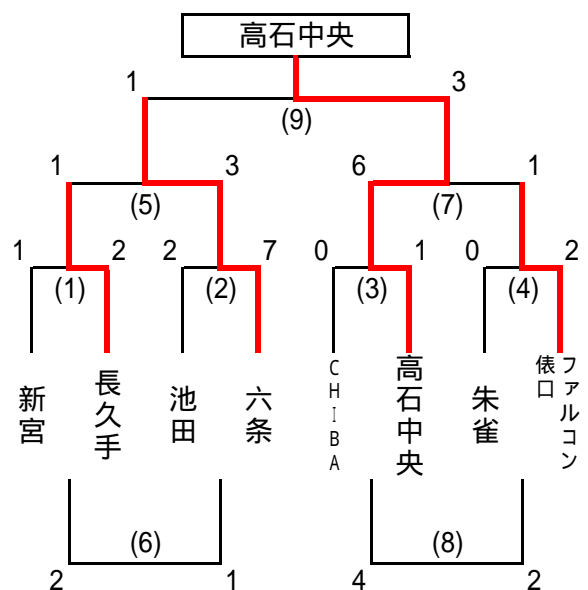 高石中央
1 3
(9)
1 3 6 1
(5) (7)
1 2 2 7 0 1 0 2
(1) (2) (3) (4)
新宮
長久手
池田
六条
CHIBA
高石中央
朱雀
ファルコン
俵口
(6) (8)
2 1 4 2